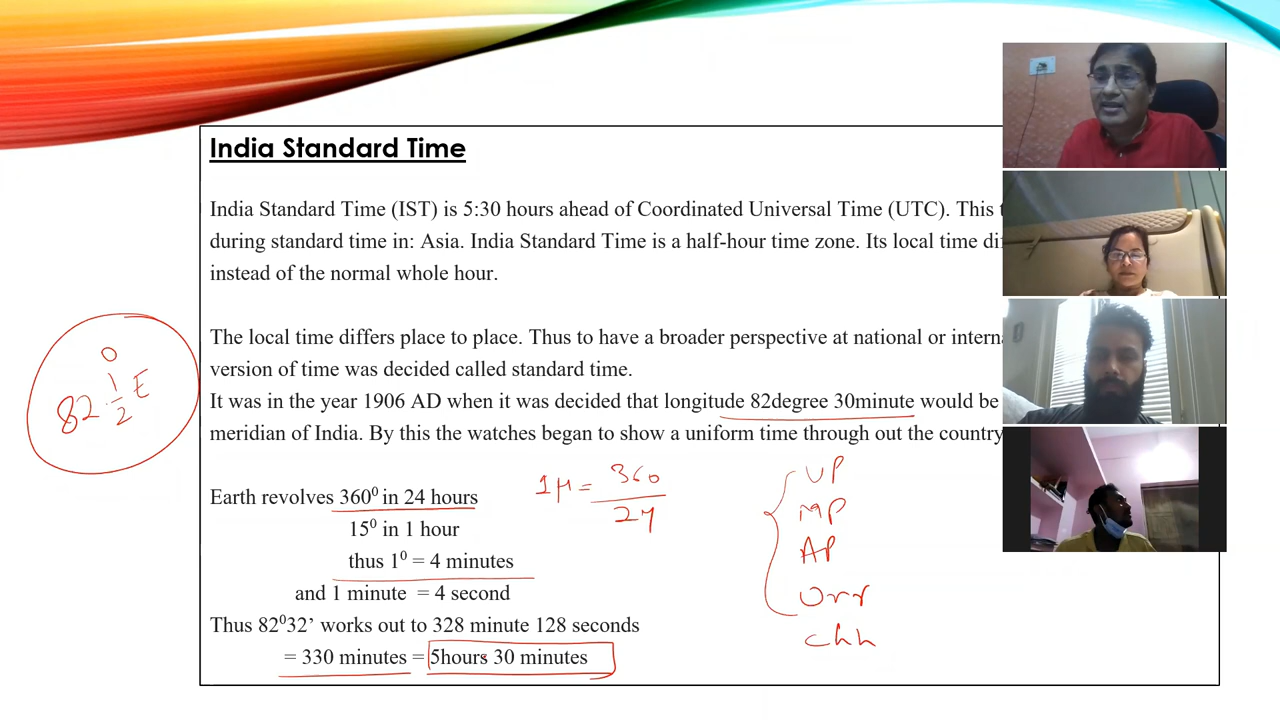 India Standard Time
India Standard Time (IST) is 5:30 hours ahead of Coordinated Universal Time (UTC). This
during standard time in: Asia. India Standard Time is a half-hour time zone. Its local time
instead of the normal whole hour.
The local time differs place to place. Thus to have a broader perspective at national or
version of time was decided called standard time.
It was in the year 1906 AD when it was decided that longitude 82degree 30minute would be
meridian of India. By this the watches began to show a uniform time through out the country
82 1/2 0 E
Earth revolves 360⁰ in 24 hours
15⁰ in 1 hour
thus 1⁰ = 4 minutes
and 1 minute = 4 second
Thus 82⁰32’ works out to 328 minute 128 seconds
= 330 minutes = 5hours 30 minutes
1H = 360/24
UP
MP
AP
Orr
chh